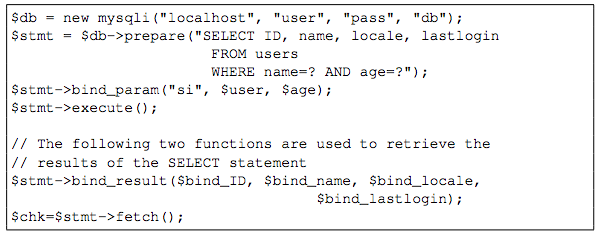 $db = new mysqli("localhost", "user", "pass", "db");
$stmt = $db->prepare("SELECT ID, name, locale, lastlogin
FROM users
WHERE name=? AND age=?");
$stmt->bind_param("si", $user, $age);
$stmt->execute();
// The following two functions are used to retrieve the
// results of the SELECT statement
$stmt->bind_result($bind_ID, $bind_name, $bind_locale,
$bind_lastlogin);
$chk=$stmt->fetch();